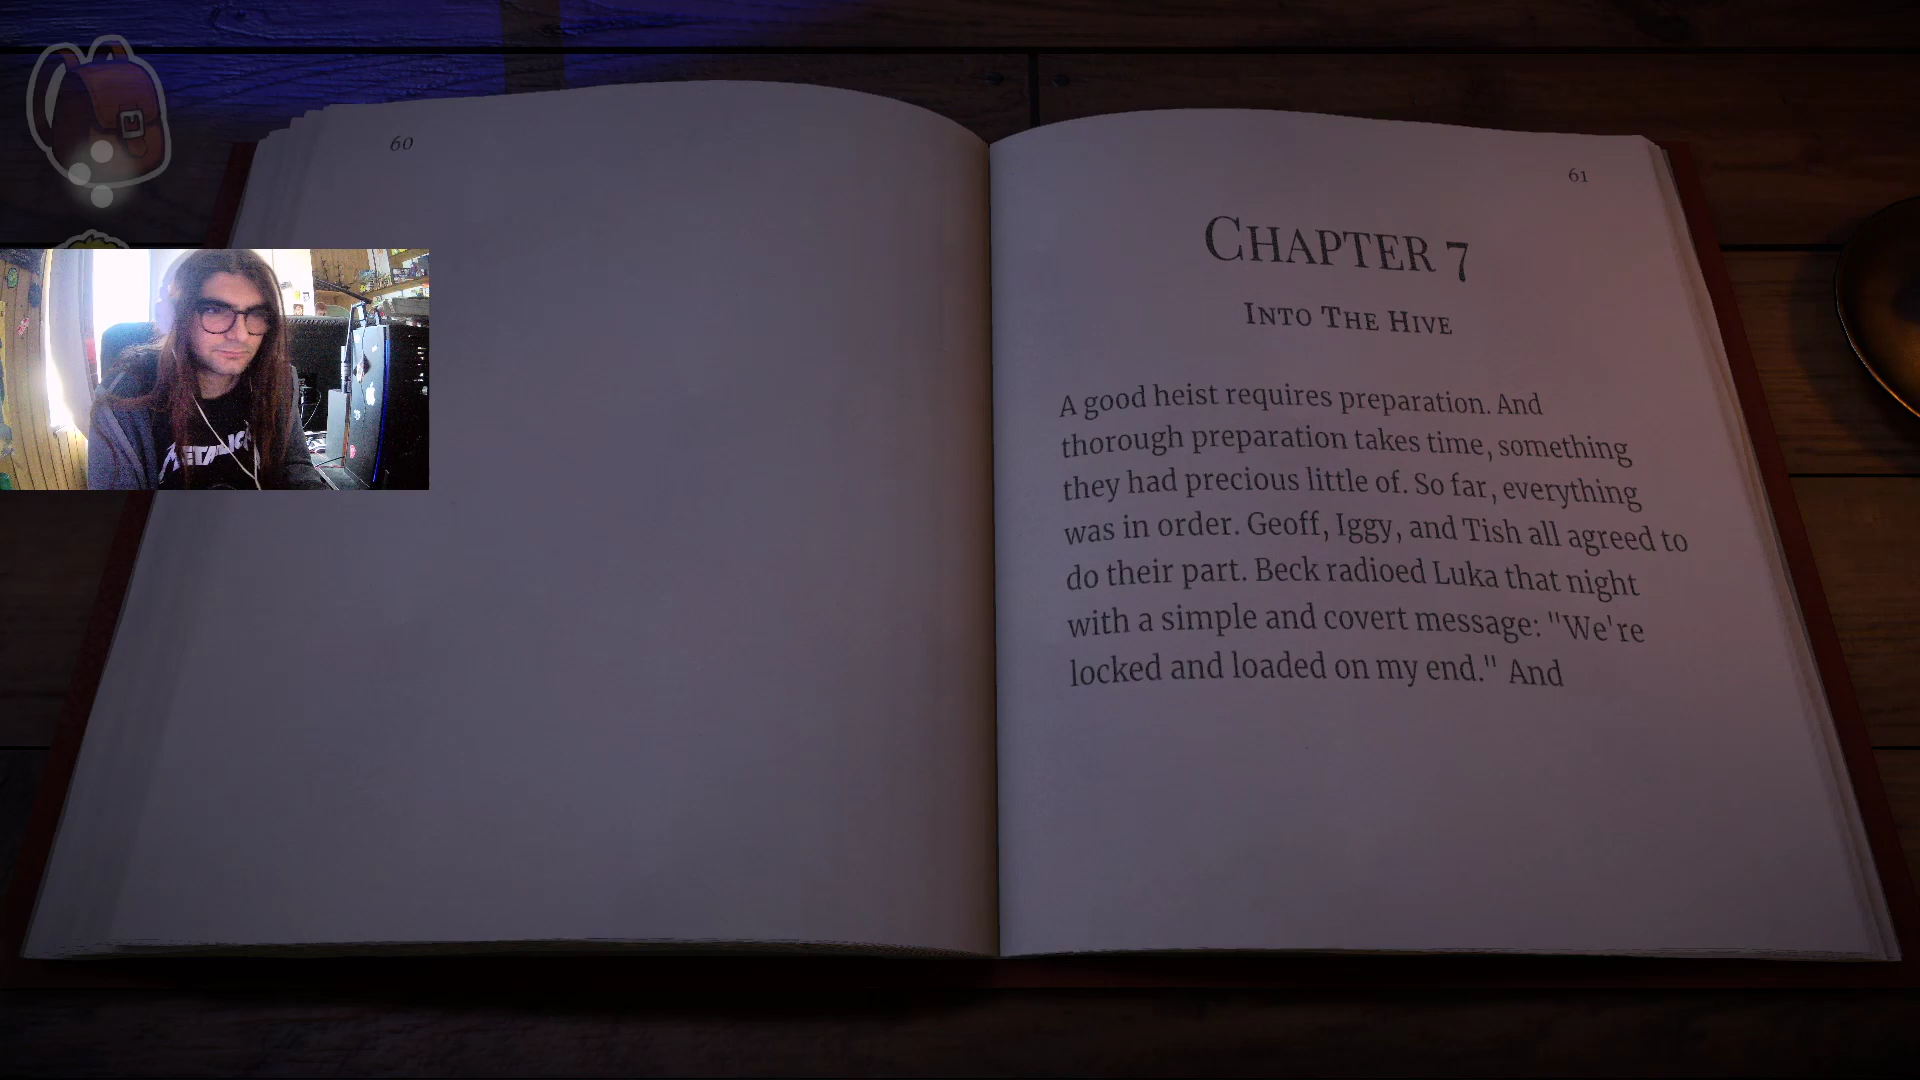 60
61
CHAPTER 7
INTO THE HIVE
A good heist requires preparation. And
thorough preparation takes time, something
they had precious little of. So far, everything
was in order. Geoff, Iggy, and Tish all agreed to
do their part. Beck radioed Luka that night
with a simple and covert message: "We're
locked and loaded on my end." And
METALLICA